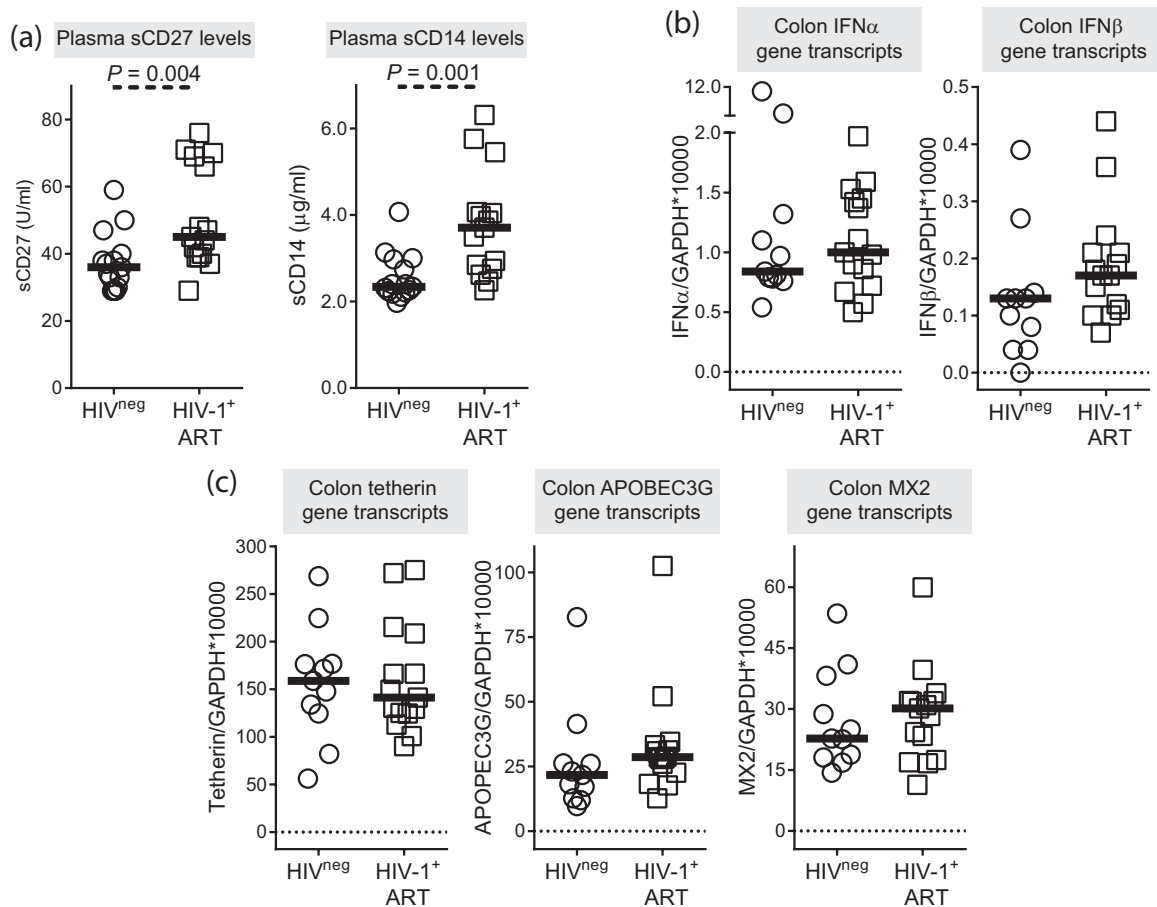 (a)
Plasma sCD27 levels
P = 0.004
sCD27 (U/ml)
80
60
40
20
0
HIVneg
HIV-1+
ART
Plasma sCD14 levels
P = 0.001
sCD14 (μg/ml)
6.0
4.0
2.0
0.0
HIVneg
HIV-1+
ART
(b)
Colon IFNα
gene transcripts
IFNα/GAPDH*10000
12.0
2.0
1.5
1.0
0.5
0.0
HIVneg
HIV-1+
ART
Colon IFNβ
gene transcripts
IFNβ/GAPDH*10000
0.5
0.4
0.3
0.2
0.1
0.0
HIVneg
HIV-1+
ART
(c)
Colon tetherin
gene transcripts
Tetherin/GAPDH*10000
300
250
200
150
100
50
0
HIVneg
HIV-1+
ART
Colon APOBEC3G
gene transcripts
APOPEC3G/GAPDH*10000
100
75
50
25
0
HIVneg
HIV-1+
ART
Colon MX2
gene transcripts
MX2/GAPDH*10000
60
45
30
15
0
HIVneg
HIV-1+
ART